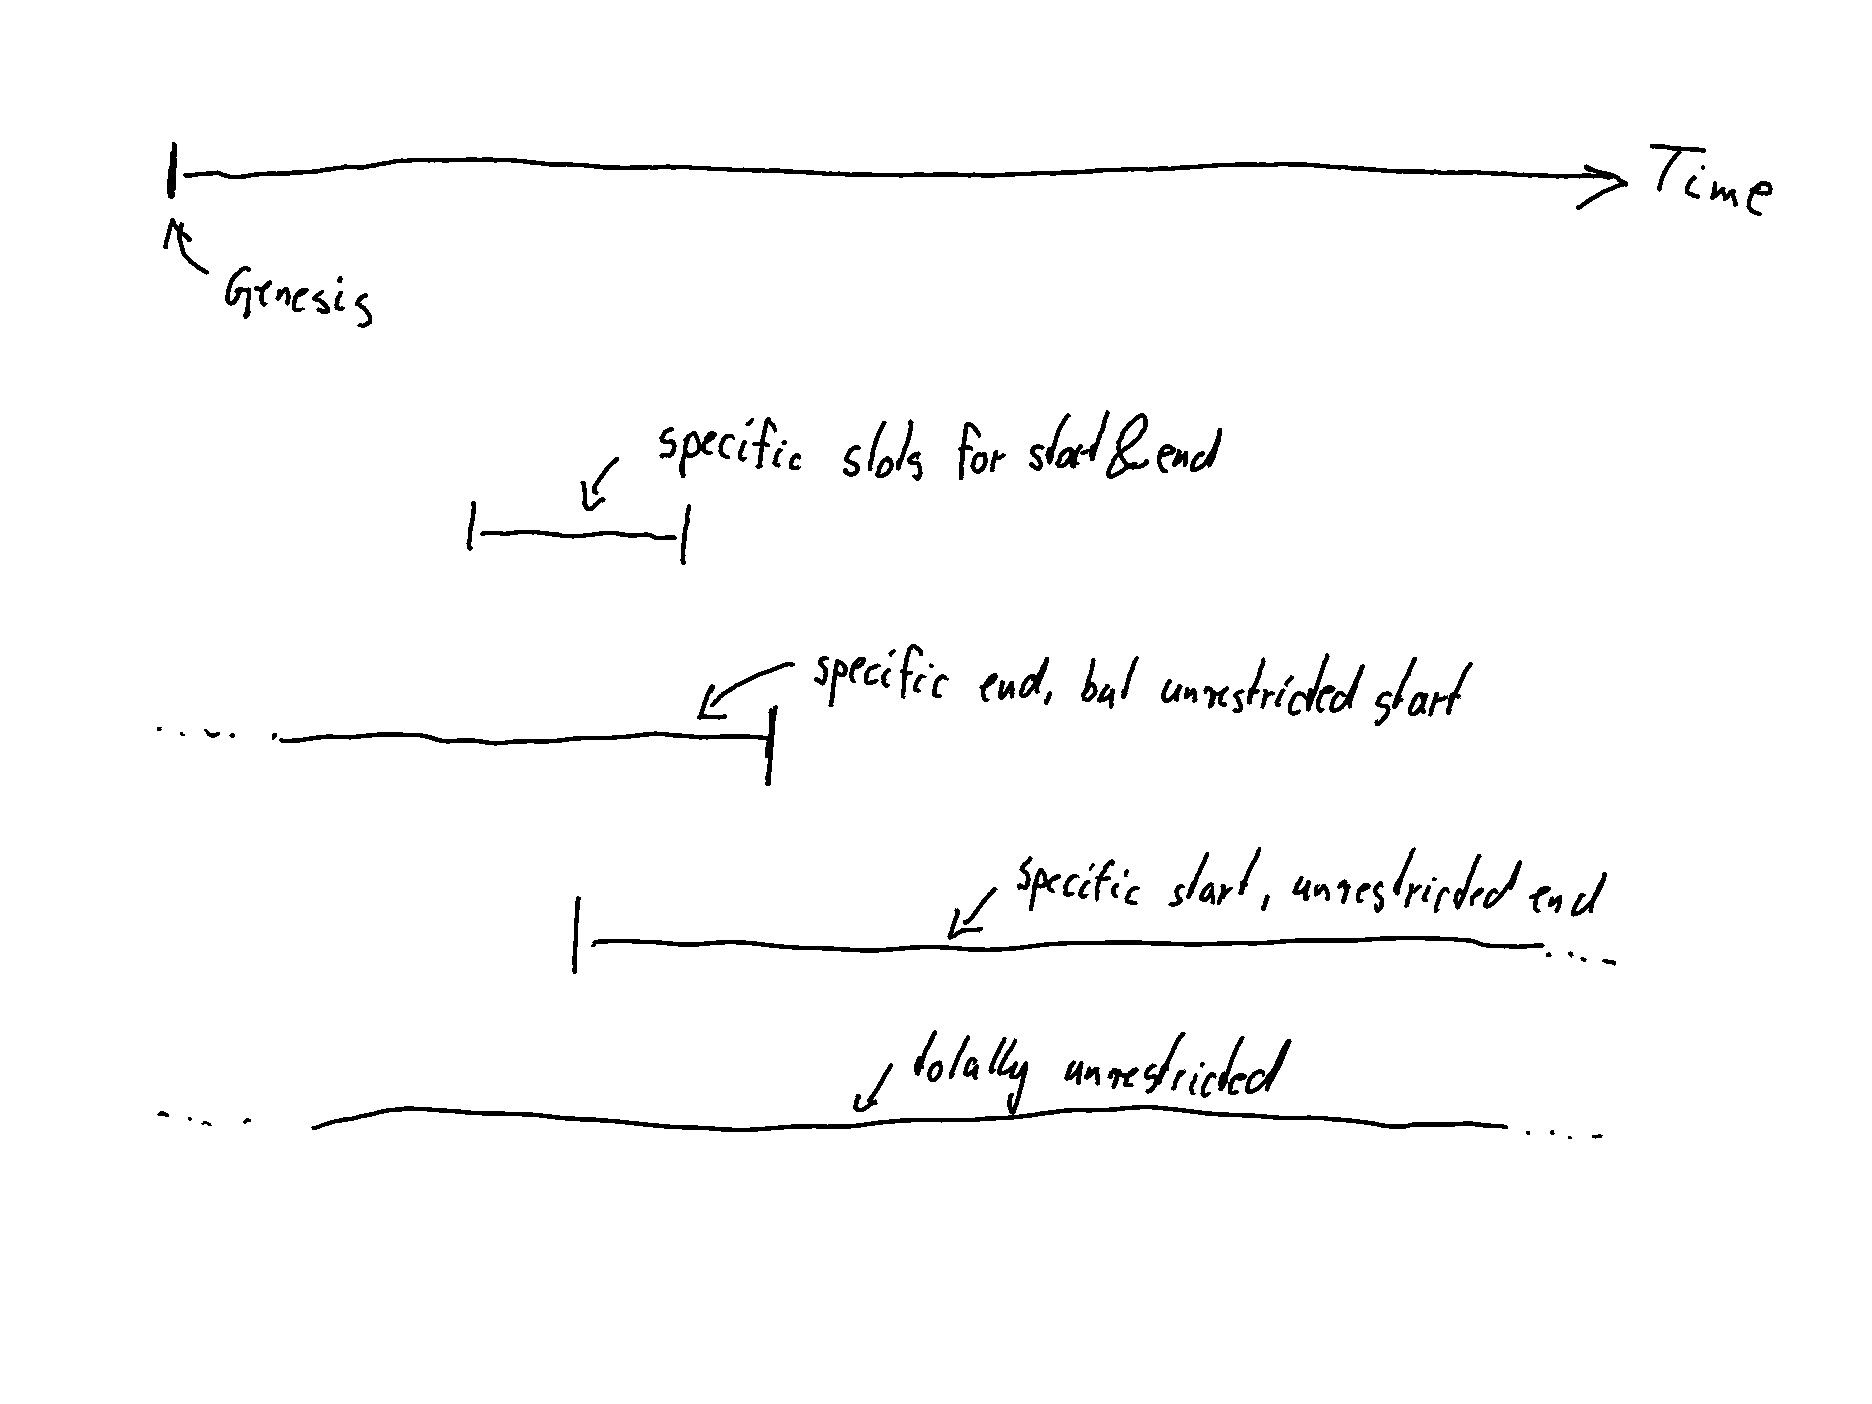 Time
Genesis
specific slots for start & end
specific end, but unrestricted start
specific start, unrestricted end
totally unrestricted